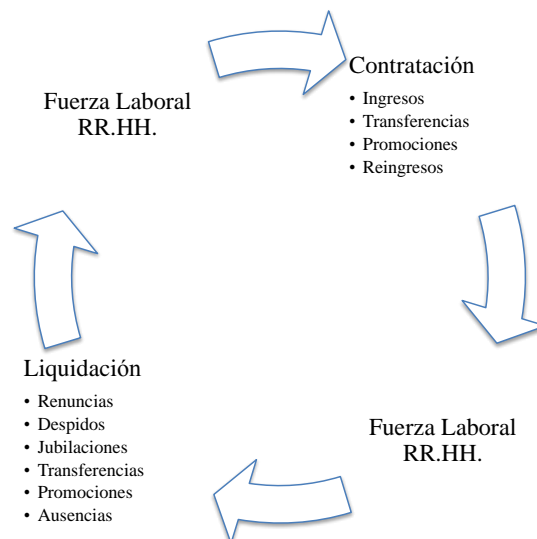 Fuerza Laboral
RR.HH.
Contratación
• Ingresos
• Transferencias
• Promociones
• Reingresos
Fuerza Laboral
RR.HH.
Liquidación
• Renuncias
• Despidos
• Jubilaciones
• Transferencias
• Promociones
• Ausencias